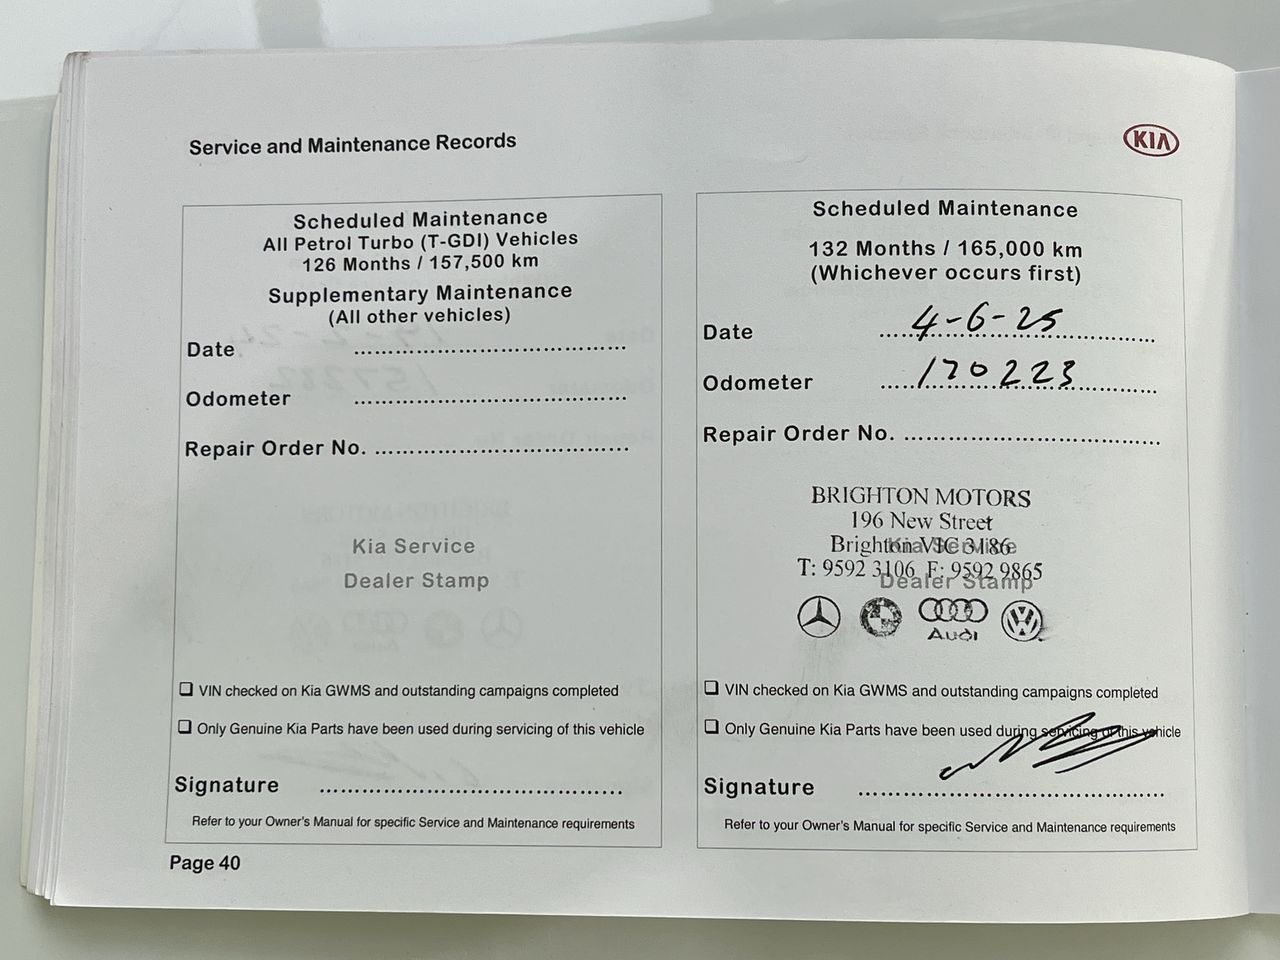 Service and Maintenance Records
KIA
Scheduled Maintenance
All Petrol Turbo (T-GDI) Vehicles
126 Months / 157,500 km
Supplementary Maintenance
(All other vehicles)
Date ......................................
Odometer ......................................
Repair Order No. ....................................
Kia Service
Dealer Stamp
❏ VIN checked on Kia GWMS and outstanding campaigns completed
❏ Only Genuine Kia Parts have been used during servicing of this vehicle
Signature ...........................................
Refer to your Owner's Manual for specific Service and Maintenance requirements
Scheduled Maintenance
132 Months / 165,000 km
(Whichever occurs first)
Date 4-6-25
Odometer 170223
Repair Order No. ....................................
BRIGHTON MOTORS
196 New Street
Brighton VIC 3186
Kia Service
T: 9592 3106 F: 9592 9865
Dealer Stamp
Audi
❏ VIN checked on Kia GWMS and outstanding campaigns completed
❏ Only Genuine Kia Parts have been used during servicing of this vehicle
Signature ...........................................
Refer to your Owner's Manual for specific Service and Maintenance requirements
Page 40